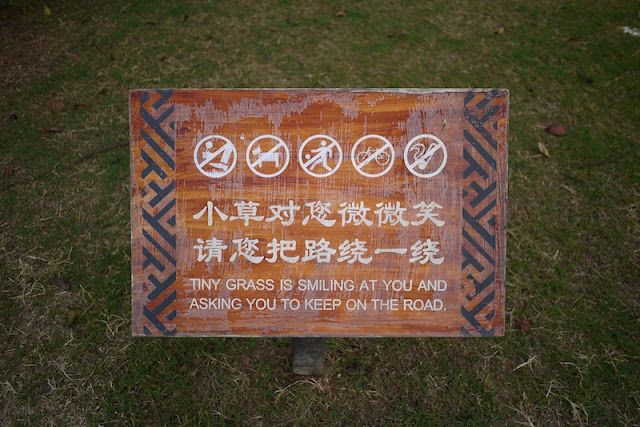 小草对您微微笑
请您把路绕一绕
TINY GRASS IS SMILING AT YOU AND
ASKING YOU TO KEEP ON THE ROAD.